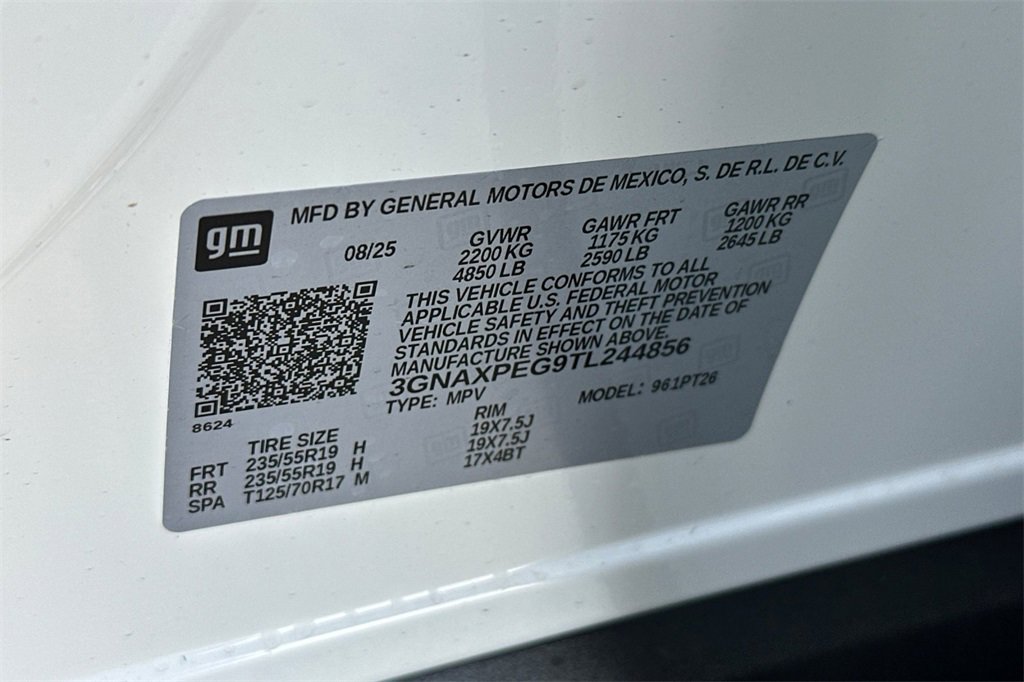 gm
MFD BY GENERAL MOTORS DE MEXICO, S. DE R.L. DE C.V.
08/25 GVWR GAWR FRT GAWR RR
2200 KG 1175 KG 1200 KG
4850 LB 2590 LB 2645 LB
THIS VEHICLE CONFORMS TO ALL
APPLICABLE U.S. FEDERAL MOTOR
VEHICLE SAFETY AND THEFT PREVENTION
STANDARDS IN EFFECT ON THE DATE OF
MANUFACTURE SHOWN ABOVE.
3GNAXPEG9TL244856
TYPE: MPV MODEL: 961PT26
8624
TIRE SIZE RIM
FRT 235/55R19 H 19X7.5J
RR 235/55R19 H 19X7.5J
SPA T125/70R17 M 17X4BT